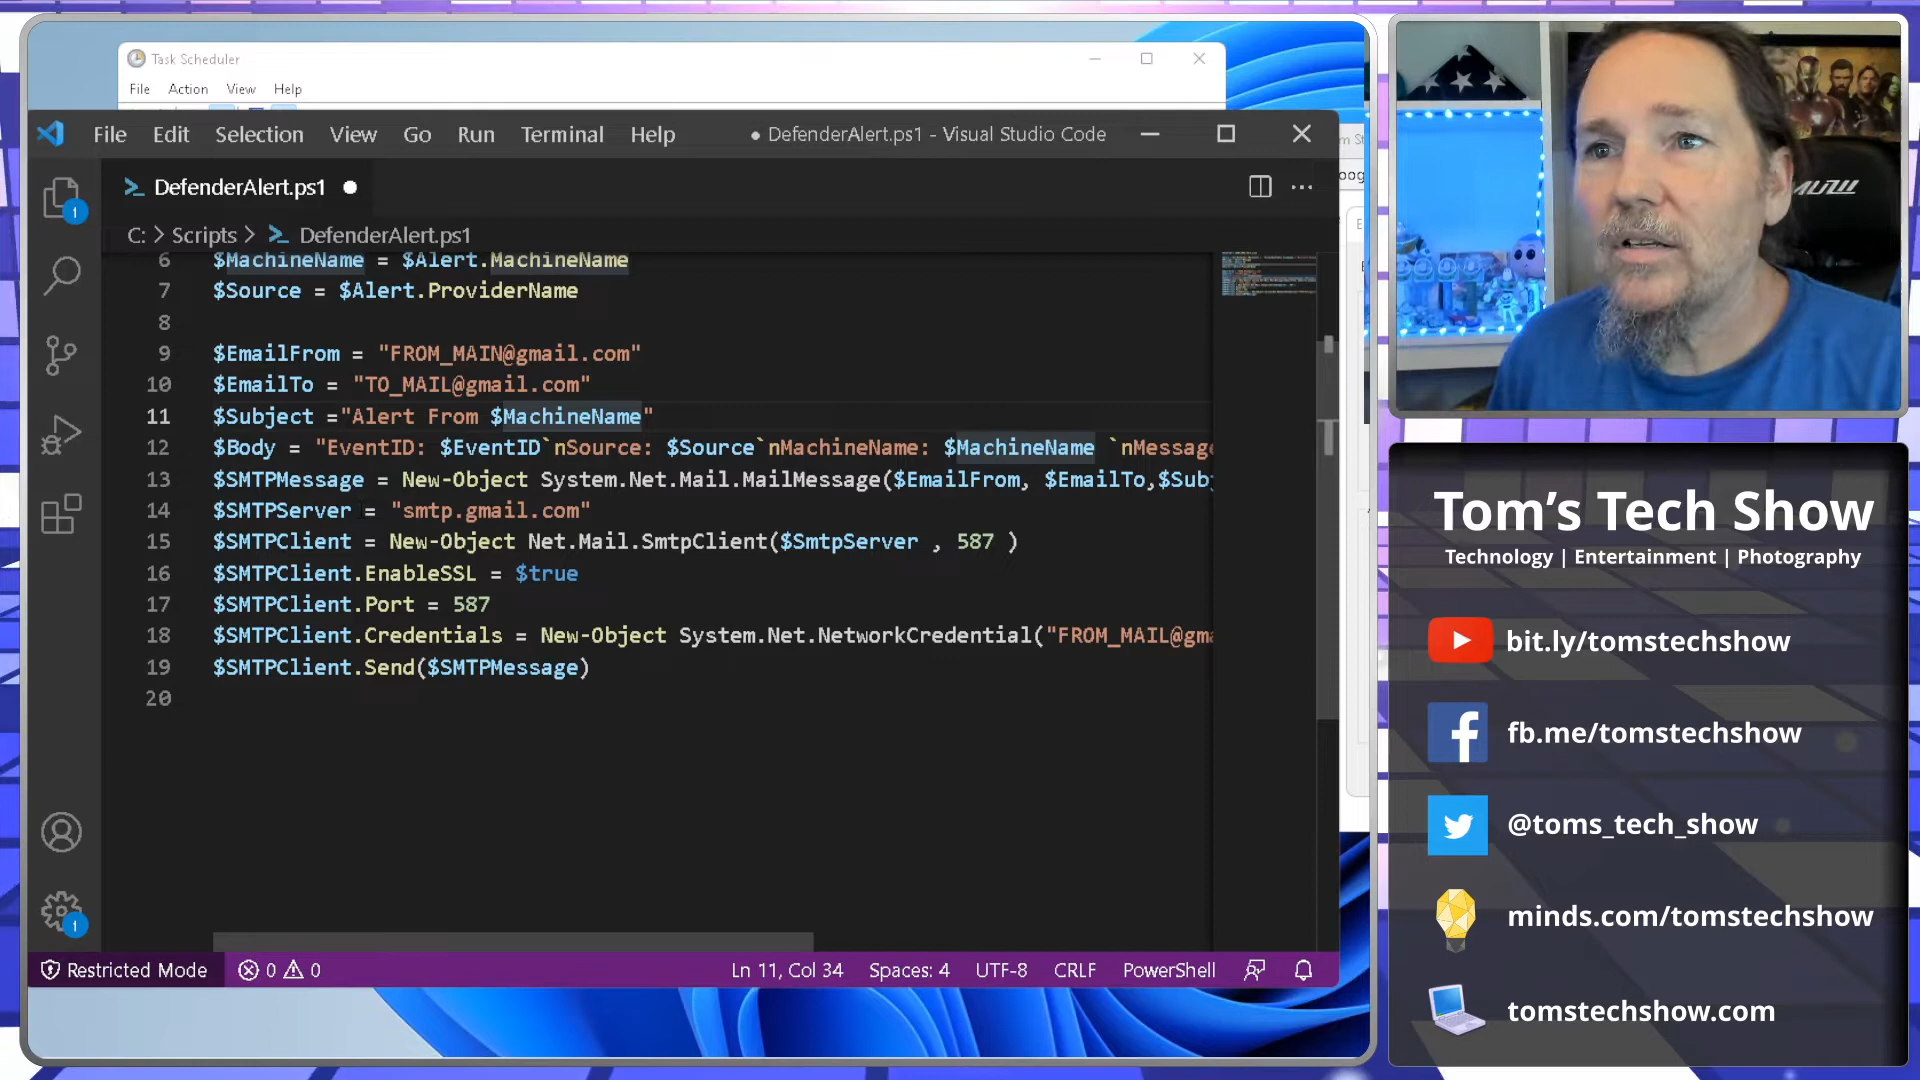 Task Scheduler
File Action View Help
File Edit Selection View Go Run Terminal Help
● DefenderAlert.ps1 - Visual Studio Code
DefenderAlert.ps1
C: > Scripts > DefenderAlert.ps1
6 $MachineName = $Alert.MachineName
7 $Source = $Alert.ProviderName
8
9 $EmailFrom = "FROM_MAIN@gmail.com"
10 $EmailTo = "TO_MAIL@gmail.com"
11 $Subject ="Alert From $MachineName"
12 $Body = "EventID: $EventID`nSource: $Source`nMachineName: $MachineName `nMessage
13 $SMTPMessage = New-Object System.Net.Mail.MailMessage($EmailFrom, $EmailTo,$Subj
14 $SMTPServer = "smtp.gmail.com"
15 $SMTPClient = New-Object Net.Mail.SmtpClient($SmtpServer , 587 )
16 $SMTPClient.EnableSSL = $true
17 $SMTPClient.Port = 587
18 $SMTPClient.Credentials = New-Object System.Net.NetworkCredential("FROM_MAIL@gma
19 $SMTPClient.Send($SMTPMessage)
20
1
1
Restricted Mode 0 0 Ln 11, Col 34 Spaces: 4 UTF-8 CRLF PowerShell
Tom's Tech Show
Technology | Entertainment | Photography
bit.ly/tomstechshow
fb.me/tomstechshow
@toms_tech_show
minds.com/tomstechshow
tomstechshow.com